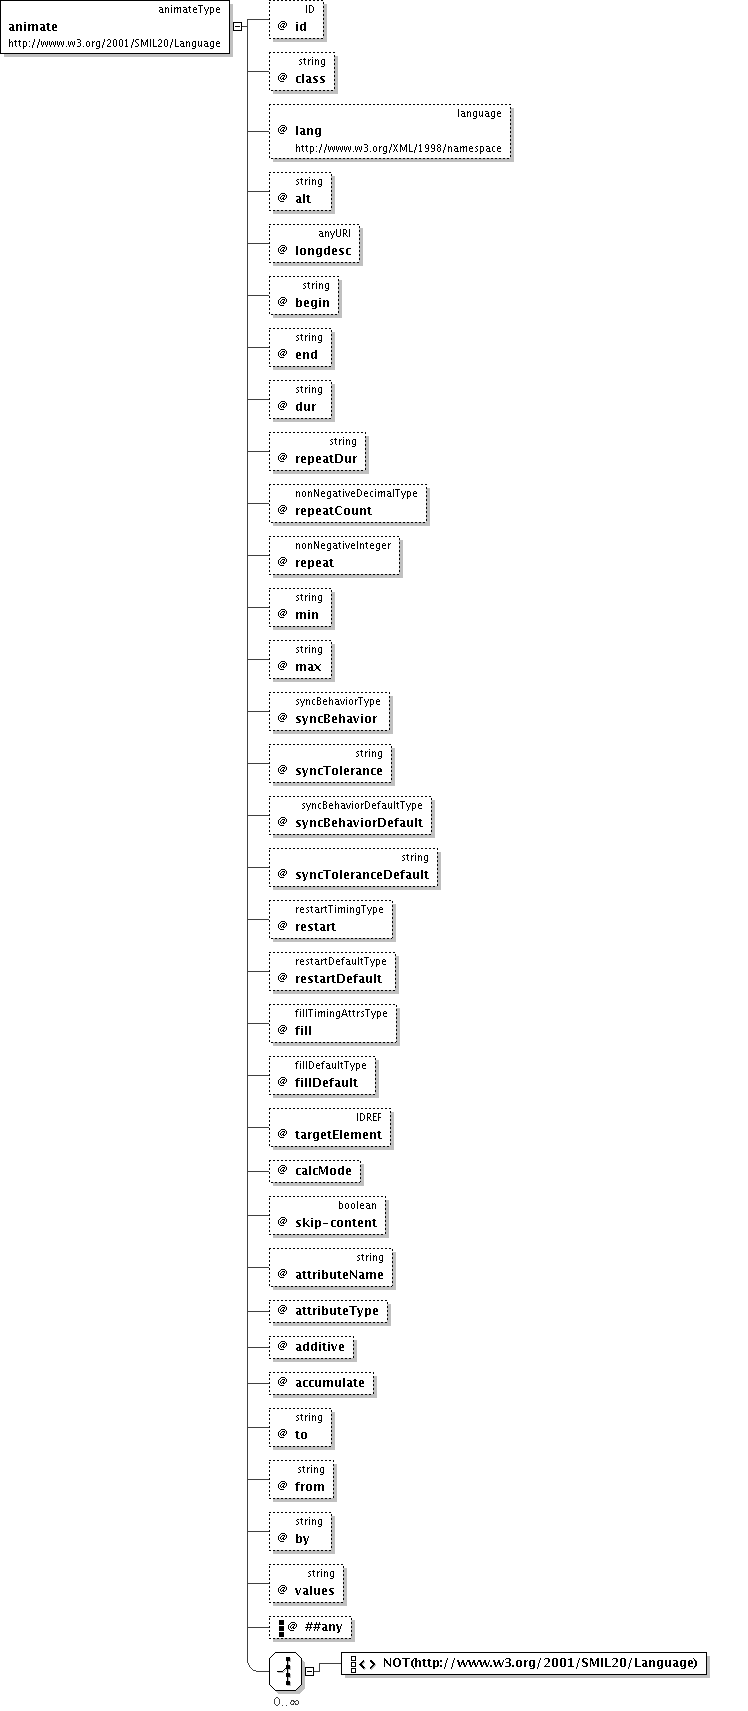 animateType
animate
http://www.w3.org/2001/SMIL20/Language
ID
@ id
string
@ class
language
@ lang
http://www.w3.org/XML/1998/namespace
string
@ alt
anyURI
@ longdesc
string
@ begin
string
@ end
string
@ dur
string
@ repeatDur
nonNegativeDecimalType
@ repeatCount
nonNegativeInteger
@ repeat
string
@ min
string
@ max
syncBehaviorType
@ syncBehavior
string
@ syncTolerance
syncBehaviorDefaultType
@ syncBehaviorDefault
string
@ syncToleranceDefault
restartTimingType
@ restart
restartDefaultType
@ restartDefault
fillTimingAttrsType
@ fill
fillDefaultType
@ fillDefault
IDREF
@ targetElement
@ calcMode
boolean
@ skip-content
string
@ attributeName
@ attributeType
@ additive
@ accumulate
string
@ to
string
@ from
string
@ by
string
@ values
@ ##any
<> NOT(http://www.w3.org/2001/SMIL20/Language)
0..∞